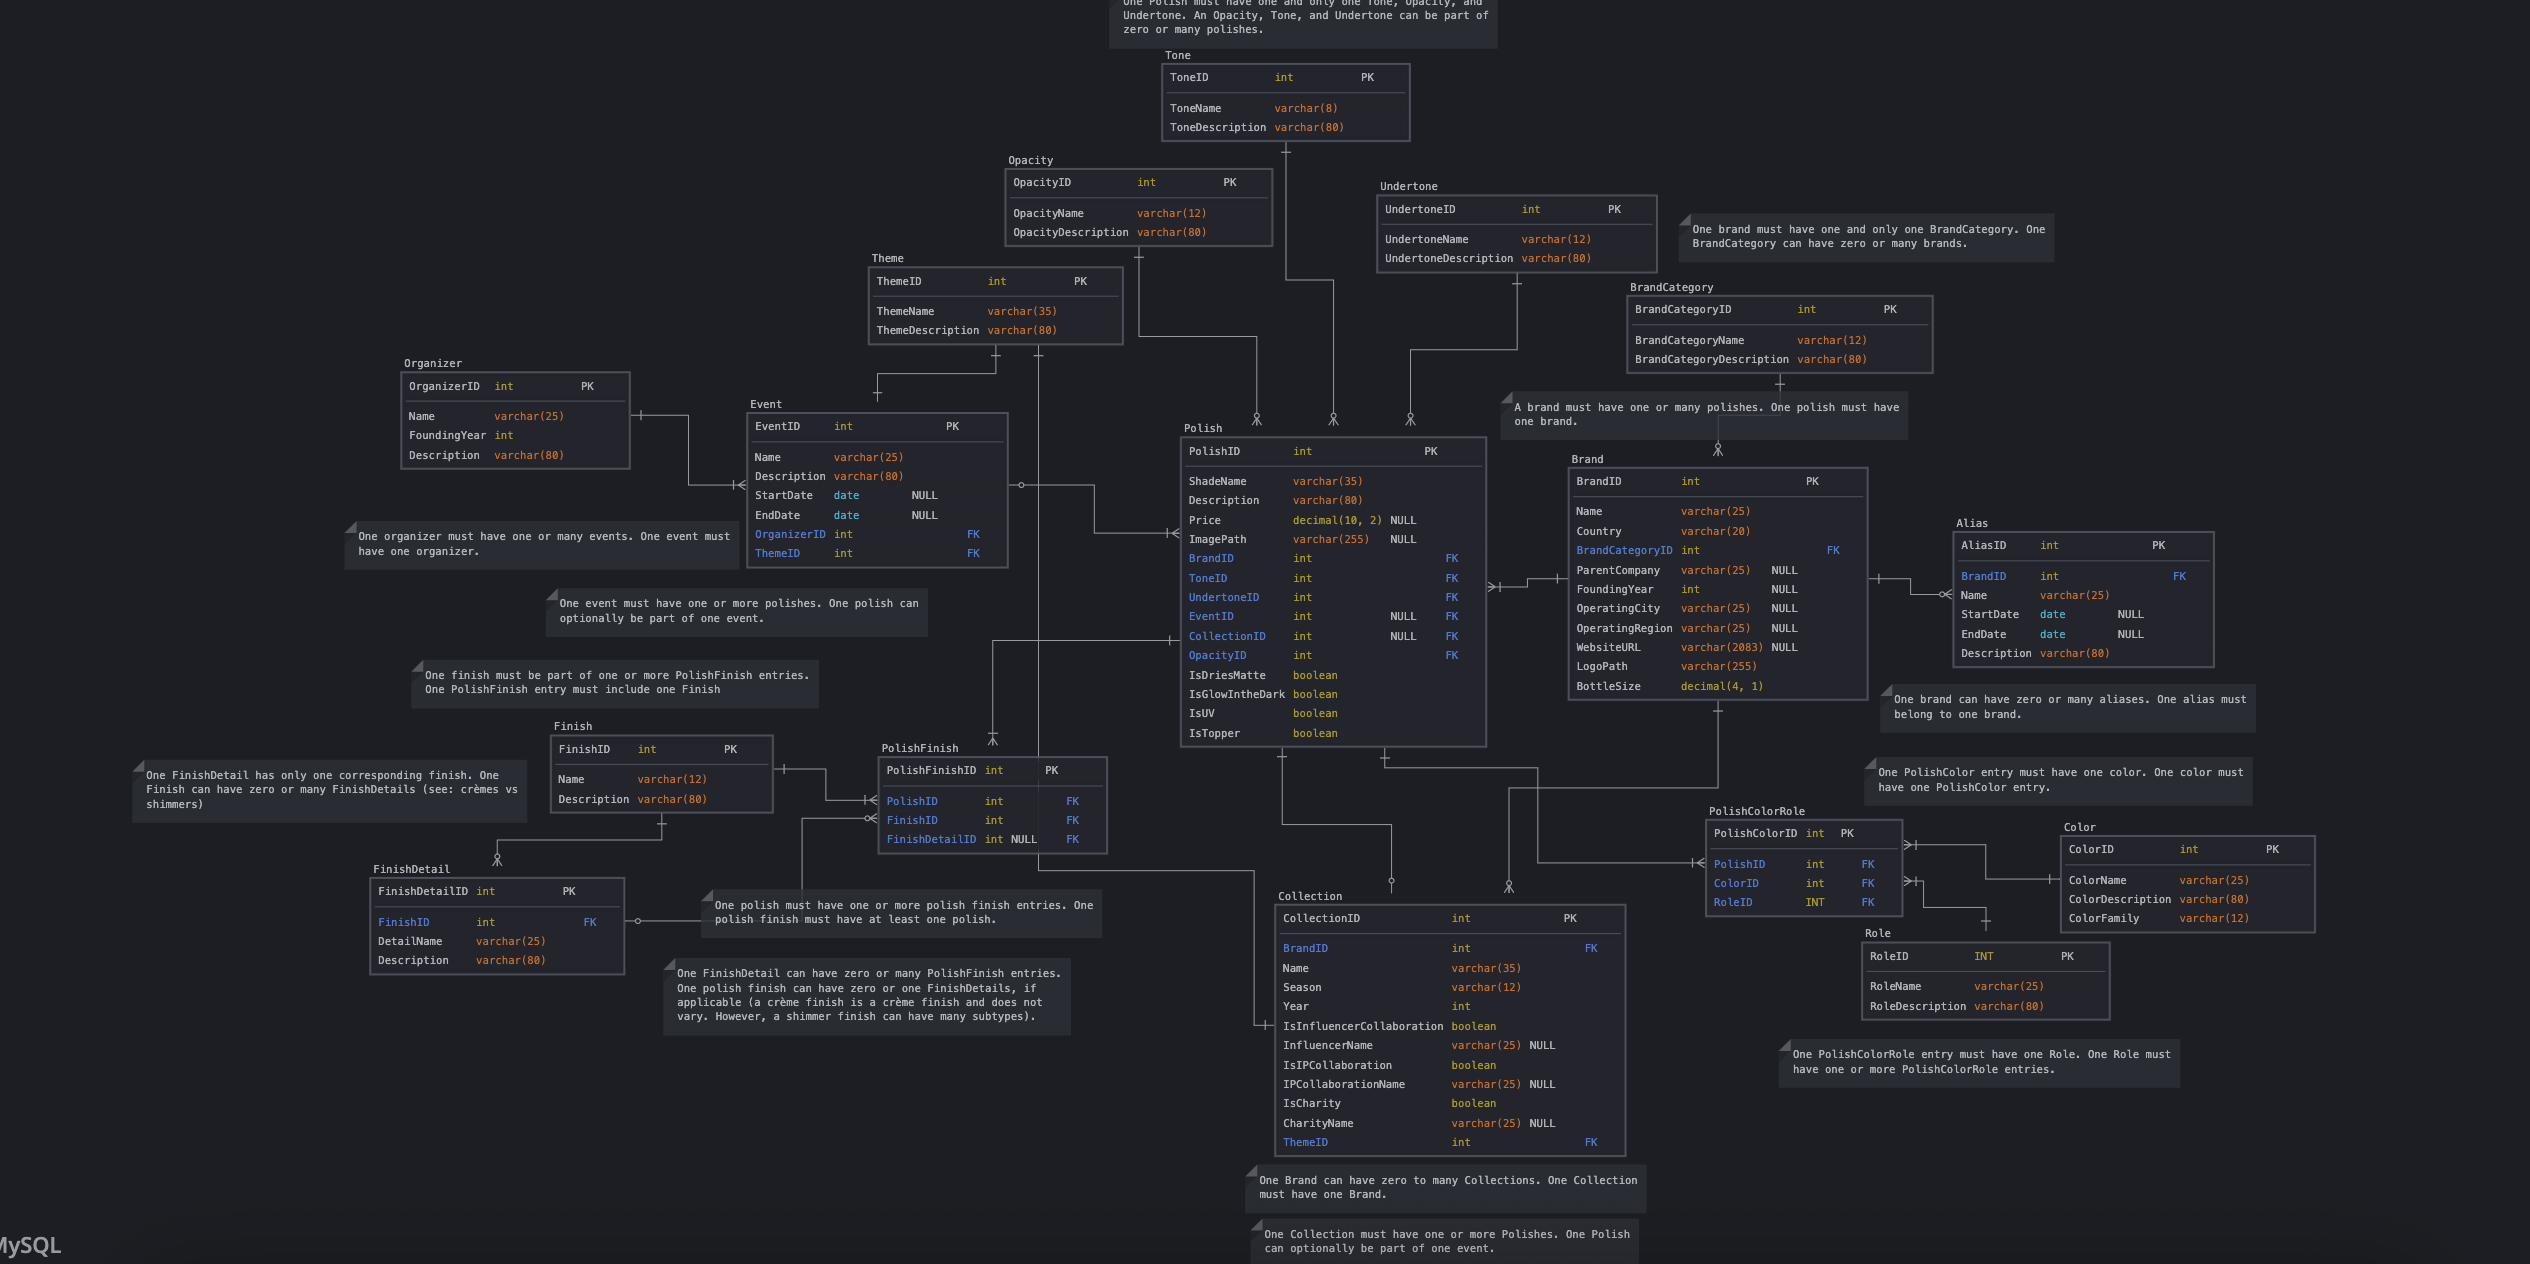 One Polish must have one and only one Tone, Opacity, and
Undertone. An Opacity, Tone, and Undertone can be part of
zero or many polishes.
Tone
ToneID int PK
ToneName varchar(8)
ToneDescription varchar(80)
Opacity
OpacityID int PK
OpacityName varchar(12)
OpacityDescription varchar(80)
Undertone
UndertoneID int PK
UndertoneName varchar(12)
UndertoneDescription varchar(80)
One brand must have one and only one BrandCategory. One
BrandCategory can have zero or many brands.
Theme
ThemeID int PK
ThemeName varchar(35)
ThemeDescription varchar(80)
BrandCategory
BrandCategoryID int PK
BrandCategoryName varchar(12)
BrandCategoryDescription varchar(80)
Organizer
OrganizerID int PK
Name varchar(25)
FoundingYear int
Description varchar(80)
Event
EventID int PK
Name varchar(25)
Description varchar(80)
StartDate date NULL
EndDate date NULL
OrganizerID int FK
ThemeID int FK
A brand must have one or many polishes. One polish must have
one brand.
Polish
PolishID int PK
ShadeName varchar(35)
Description varchar(80)
Price decimal(10, 2) NULL
ImagePath varchar(255) NULL
BrandID int FK
ToneID int FK
UndertoneID int FK
EventID int NULL FK
CollectionID int NULL FK
OpacityID int FK
IsDriesMatte boolean
IsGlowIntheDark boolean
IsUV boolean
IsTopper boolean
Brand
BrandID int PK
Name varchar(25)
Country varchar(20)
BrandCategoryID int FK
ParentCompany varchar(25) NULL
FoundingYear int NULL
OperatingCity varchar(25) NULL
OperatingRegion varchar(25) NULL
WebsiteURL varchar(2083) NULL
LogoPath varchar(255)
BottleSize decimal(4, 1)
Alias
AliasID int PK
BrandID int FK
Name varchar(25)
StartDate date NULL
EndDate date NULL
Description varchar(80)
One organizer must have one or many events. One event must
have one organizer.
One event must have one or more polishes. One polish can
optionally be part of one event.
One finish must be part of one or more PolishFinish entries.
One PolishFinish entry must include one Finish
One brand can have zero or many aliases. One alias must
belong to one brand.
Finish
FinishID int PK
Name varchar(12)
Description varchar(80)
PolishFinish
PolishFinishID int PK
PolishID int FK
FinishID int FK
FinishDetailID int NULL FK
One FinishDetail has only one corresponding finish. One
Finish can have zero or many FinishDetails (see: crèmes vs
shimmers)
One PolishColor entry must have one color. One color must
have one PolishColor entry.
PolishColorRole
PolishColorID int PK
PolishID int FK
ColorID int FK
RoleID INT FK
Color
ColorID int PK
ColorName varchar(25)
ColorDescription varchar(80)
ColorFamily varchar(12)
FinishDetail
FinishDetailID int PK
FinishID int FK
DetailName varchar(25)
Description varchar(80)
One polish must have one or more polish finish entries. One
polish finish must have at least one polish.
Collection
CollectionID int PK
BrandID int FK
Name varchar(35)
Season varchar(12)
Year int
IsInfluencerCollaboration boolean
InfluencerName varchar(25) NULL
IsIPCollaboration boolean
IPCollaborationName varchar(25) NULL
IsCharity boolean
CharityName varchar(25) NULL
ThemeID int FK
Role
RoleID INT PK
RoleName varchar(25)
RoleDescription varchar(80)
One FinishDetail can have zero or many PolishFinish entries.
One polish finish can have zero or one FinishDetails, if
applicable (a crème finish is a crème finish and does not
vary. However, a shimmer finish can have many subtypes).
One PolishColorRole entry must have one Role. One Role must
have one or more PolishColorRole entries.
One Brand can have zero to many Collections. One Collection
must have one Brand.
One Collection must have one or more Polishes. One Polish
can optionally be part of one event.
MySQL